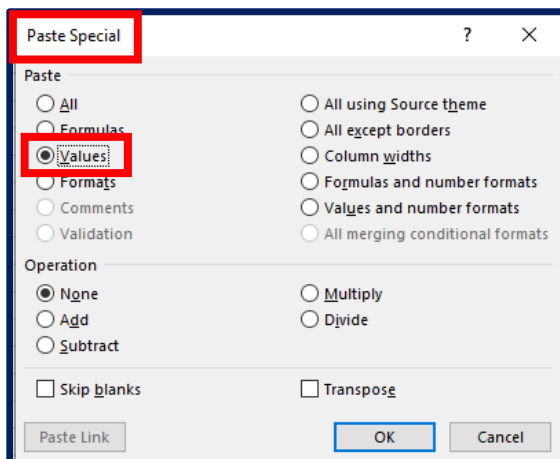 Paste Special ? ×
Paste
All
Formulas
Values
Formats
Comments
Validation
All using Source theme
All except borders
Column widths
Formulas and number formats
Values and number formats
All merging conditional formats
Operation
None
Add
Subtract
Multiply
Divide
Skip blanks
Transpose
Paste Link
OK
Cancel